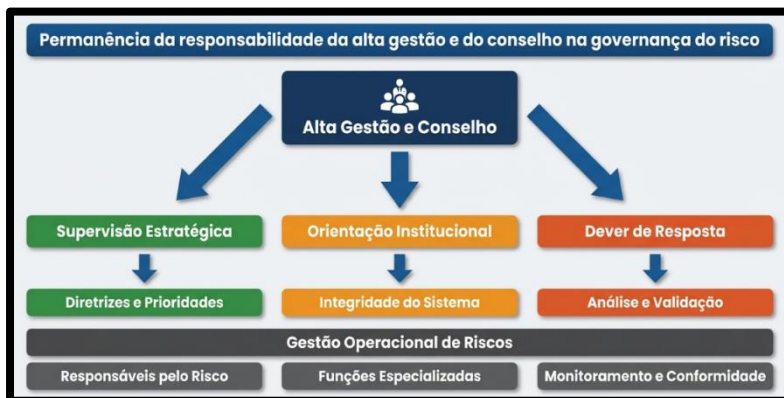 Permanência da responsabilidade da alta gestão e do conselho na governança do risco
Alta Gestão e Conselho
Supervisão Estratégica
Orientação Institucional
Dever de Resposta
Diretrizes e Prioridades
Integridade do Sistema
Análise e Validação
Gestão Operacional de Riscos
Responsáveis pelo Risco
Funções Especializadas
Monitoramento e Conformidade